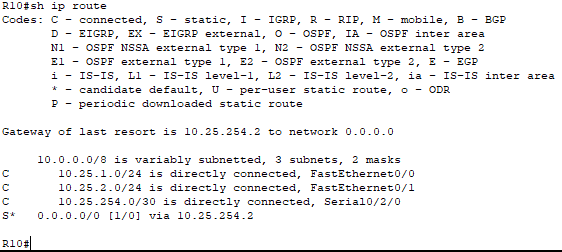 R10#sh ip route
Codes: C - connected, S - static, I - IGRP, R - RIP, M - mobile, B - BGP
       D - EIGRP, EX - EIGRP external, O - OSPF, IA - OSPF inter area
       N1 - OSPF NSSA external type 1, N2 - OSPF NSSA external type 2
       E1 - OSPF external type 1, E2 - OSPF external type 2, E - EGP
       i - IS-IS, L1 - IS-IS level-1, L2 - IS-IS level-2, ia - IS-IS inter area
       * - candidate default, U - per-user static route, o - ODR
       P - periodic downloaded static route
Gateway of last resort is 10.25.254.2 to network 0.0.0.0
     10.0.0.0/8 is variably subnetted, 3 subnets, 2 masks
C       10.25.1.0/24 is directly connected, FastEthernet0/0
C       10.25.2.0/24 is directly connected, FastEthernet0/1
C       10.25.254.0/30 is directly connected, Serial0/2/0
S*   0.0.0.0/0 [1/0] via 10.25.254.2
R10#